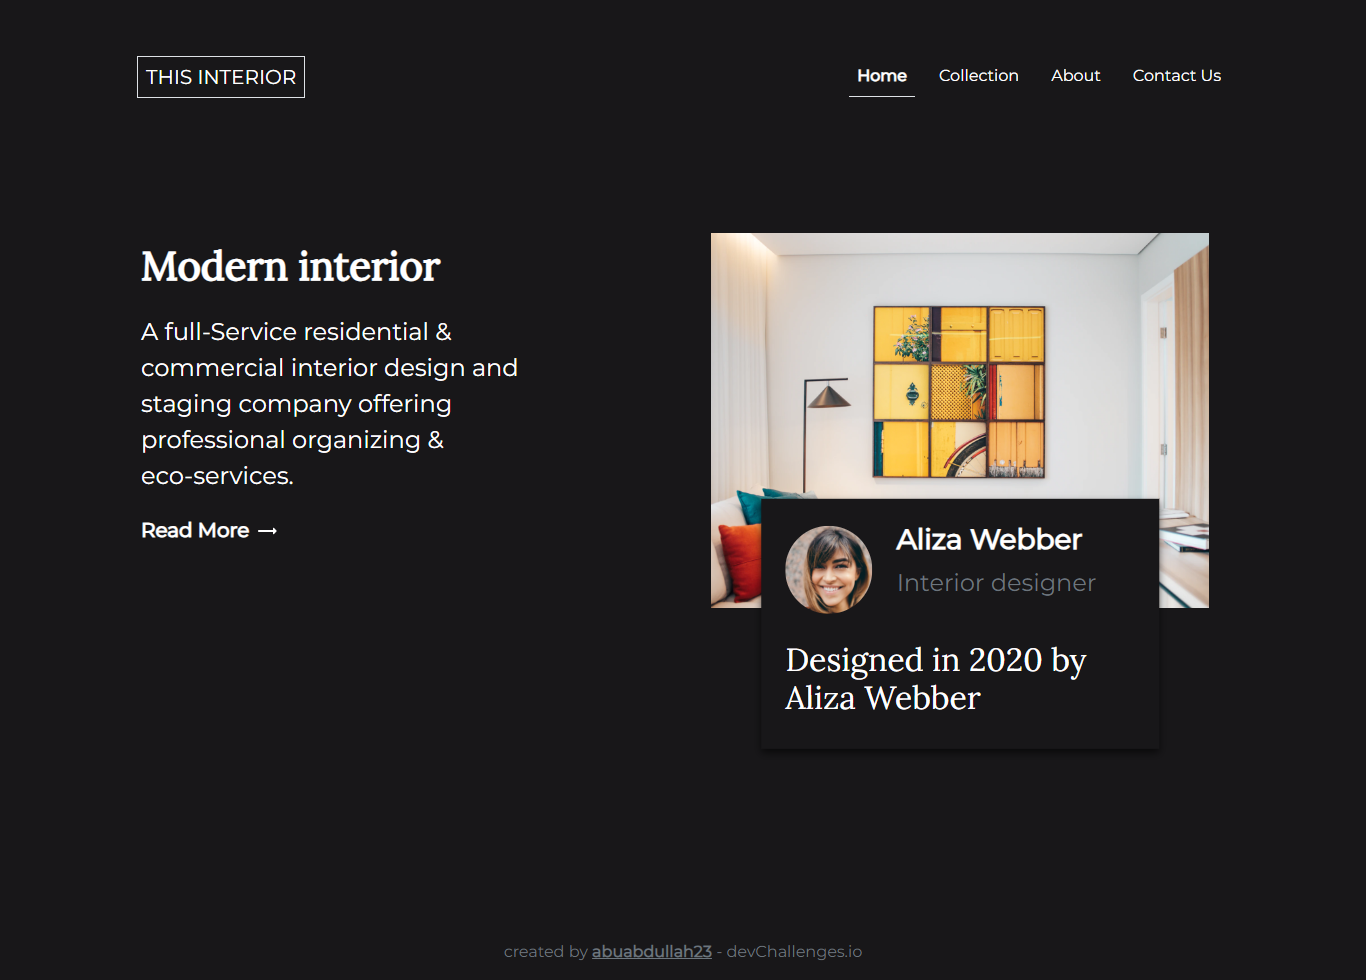 THIS INTERIOR
Home Collection About Contact Us
Modern interior
A full-Service residential &
commercial interior design and
staging company offering
professional organizing &
eco-services.
Read More →
Aliza Webber
Interior designer
Designed in 2020 by
Aliza Webber
created by abuabdullah23 - devChallenges.io